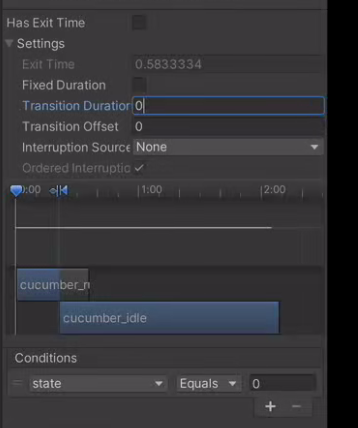 Has Exit Time
Settings
Exit Time 0.5833334
Fixed Duration
Transition Duration 0
Transition Offset 0
Interruption Source None
Ordered Interruptio
0:00 1:00 2:00
cucumber_r
cucumber_idle
Conditions
state Equals 0
+ −